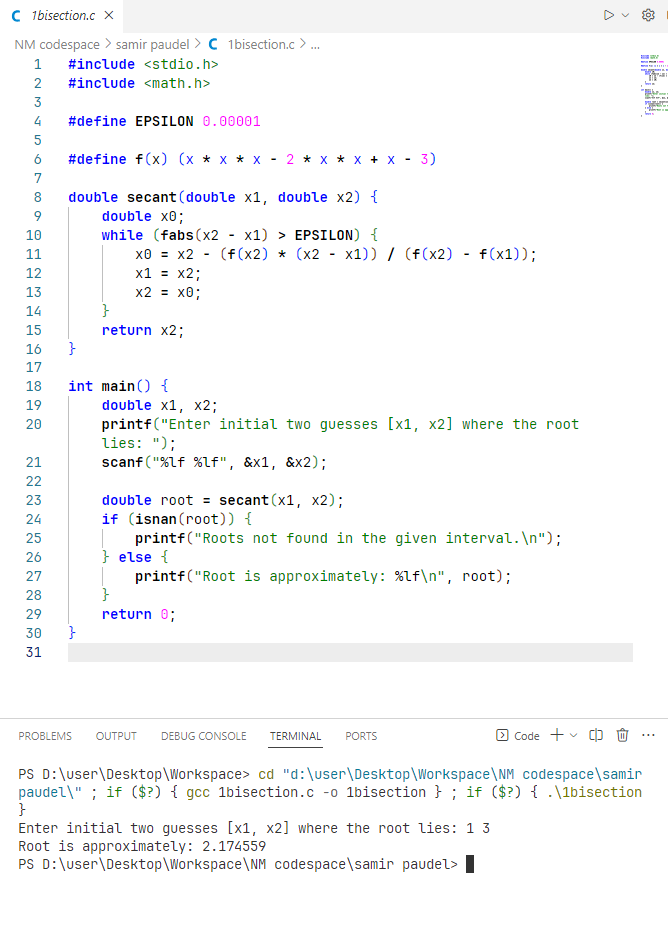 C 1bisection.c ×
NM codespace > samir paudel > C 1bisection.c > ...
1 #include <stdio.h>
2 #include <math.h>
3
4 #define EPSILON 0.00001
5
6 #define f(x) (x * x * x - 2 * x * x + x - 3)
7
8 double secant(double x1, double x2) {
9     double x0;
10     while (fabs(x2 - x1) > EPSILON) {
11         x0 = x2 - (f(x2) * (x2 - x1)) / (f(x2) - f(x1));
12         x1 = x2;
13         x2 = x0;
14     }
15     return x2;
16 }
17
18 int main() {
19     double x1, x2;
20     printf("Enter initial two guesses [x1, x2] where the root
lies: ");
21     scanf("%lf %lf", &x1, &x2);
22
23     double root = secant(x1, x2);
24     if (isnan(root)) {
25         printf("Roots not found in the given interval.\n");
26     } else {
27         printf("Root is approximately: %lf\n", root);
28     }
29     return 0;
30 }
31
PROBLEMS OUTPUT DEBUG CONSOLE TERMINAL PORTS Code
PS D:\user\Desktop\Workspace> cd "d:\user\Desktop\Workspace\NM codespace\samir
paudel\" ; if ($?) { gcc 1bisection.c -o 1bisection } ; if ($?) { .\1bisection
}
Enter initial two guesses [x1, x2] where the root lies: 1 3
Root is approximately: 2.174559
PS D:\user\Desktop\Workspace\NM codespace\samir paudel>